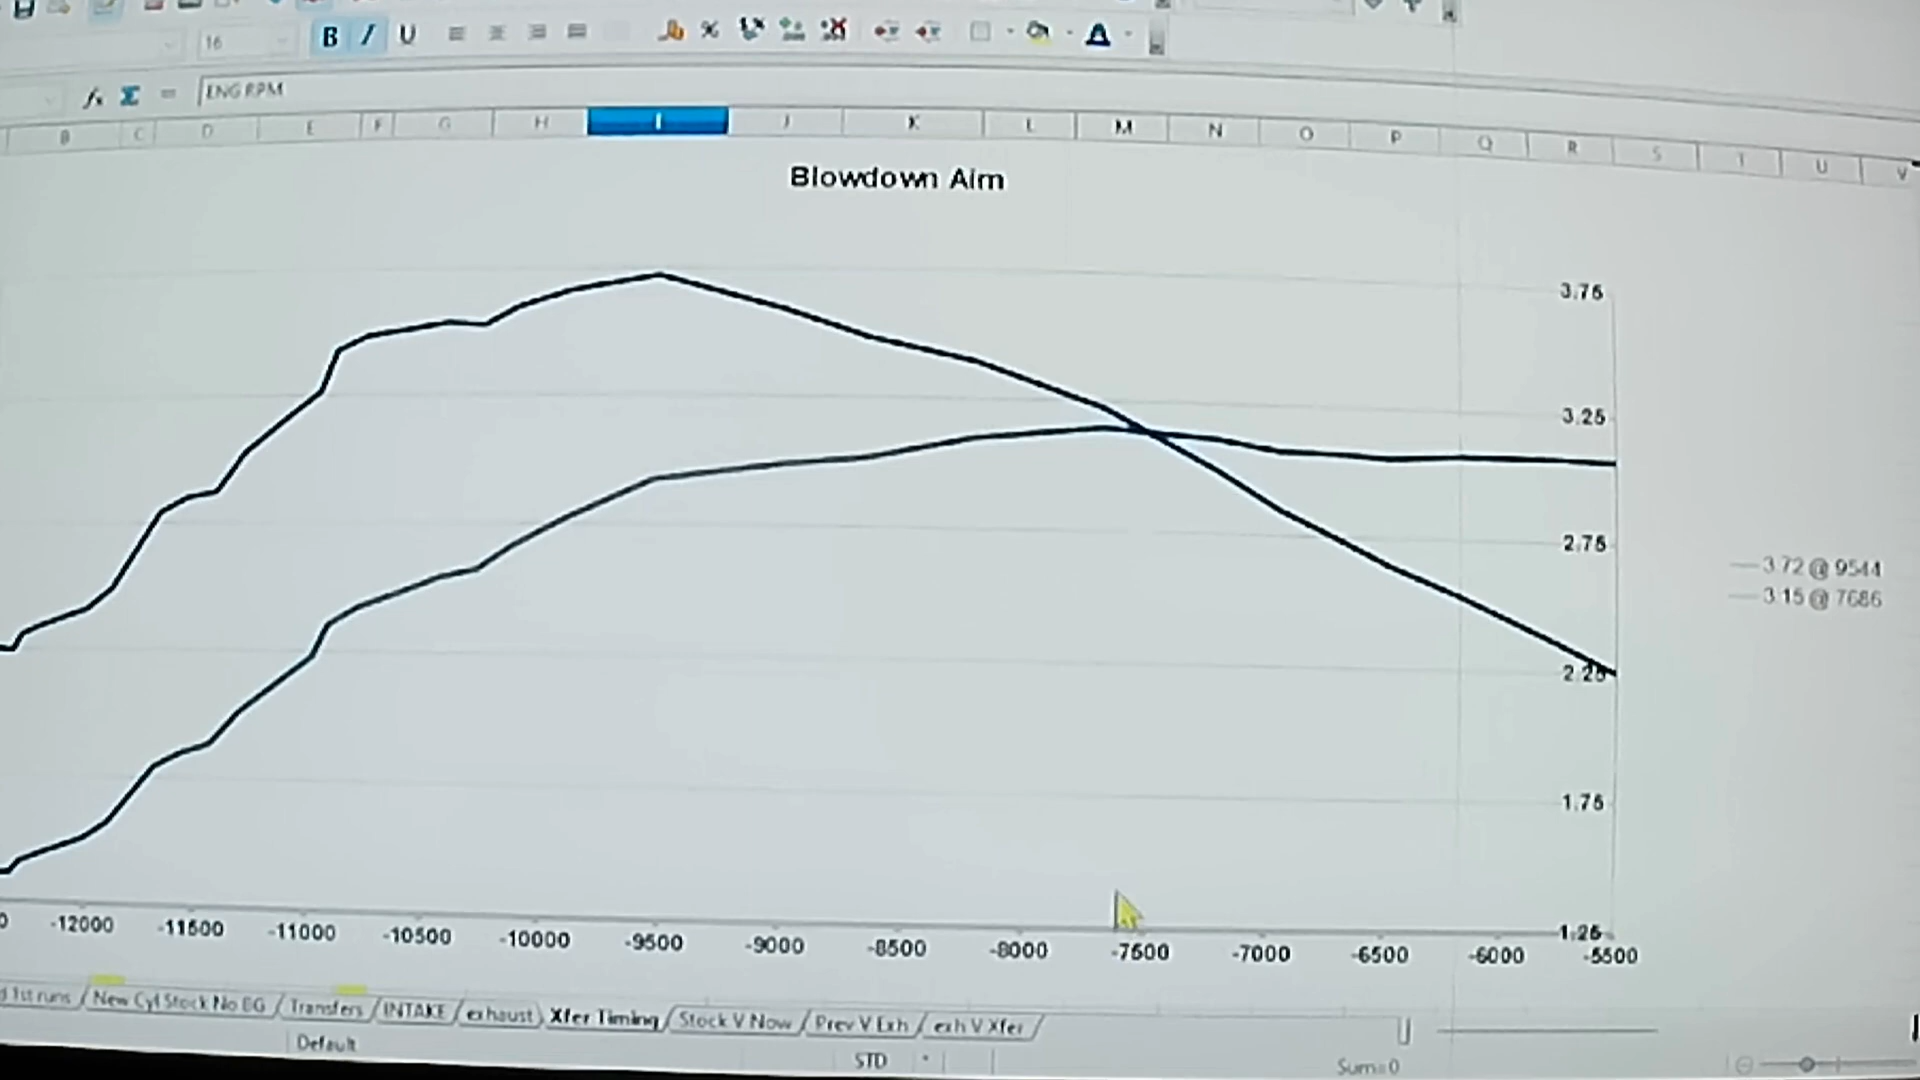 16 B I U %
ENG RPM
B C D E F G H I J K L M N O P Q R S T U V
Blowdown Aim
3.75
3.25
2.75
3.72 @ 9544
3.15 @ 7686
2.25
1.75
1.25
-12000 -11500 -11000 -10500 -10000 -9500 -9000 -8500 -8000 -7500 -7000 -6500 -6000 -5500
1st runs New Cyl Stock No BG Transfers INTAKE exhaust Xfer Timing Stock V Now Prev V Exh exh V Xfer
Default STD * Sum=0